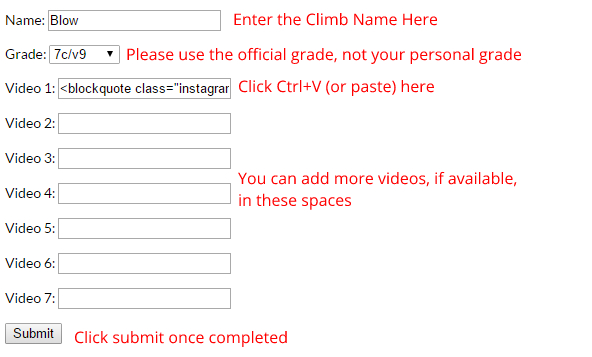 Name: Blow Enter the Climb Name Here
Grade: 7c/v9 Please use the official grade, not your personal grade
Video 1: <blockquote class="instagrar Click Ctrl+V (or paste) here
Video 2:
Video 3:
Video 4: You can add more videos, if available,
in these spaces
Video 5:
Video 6:
Video 7:
Submit Click submit once completed